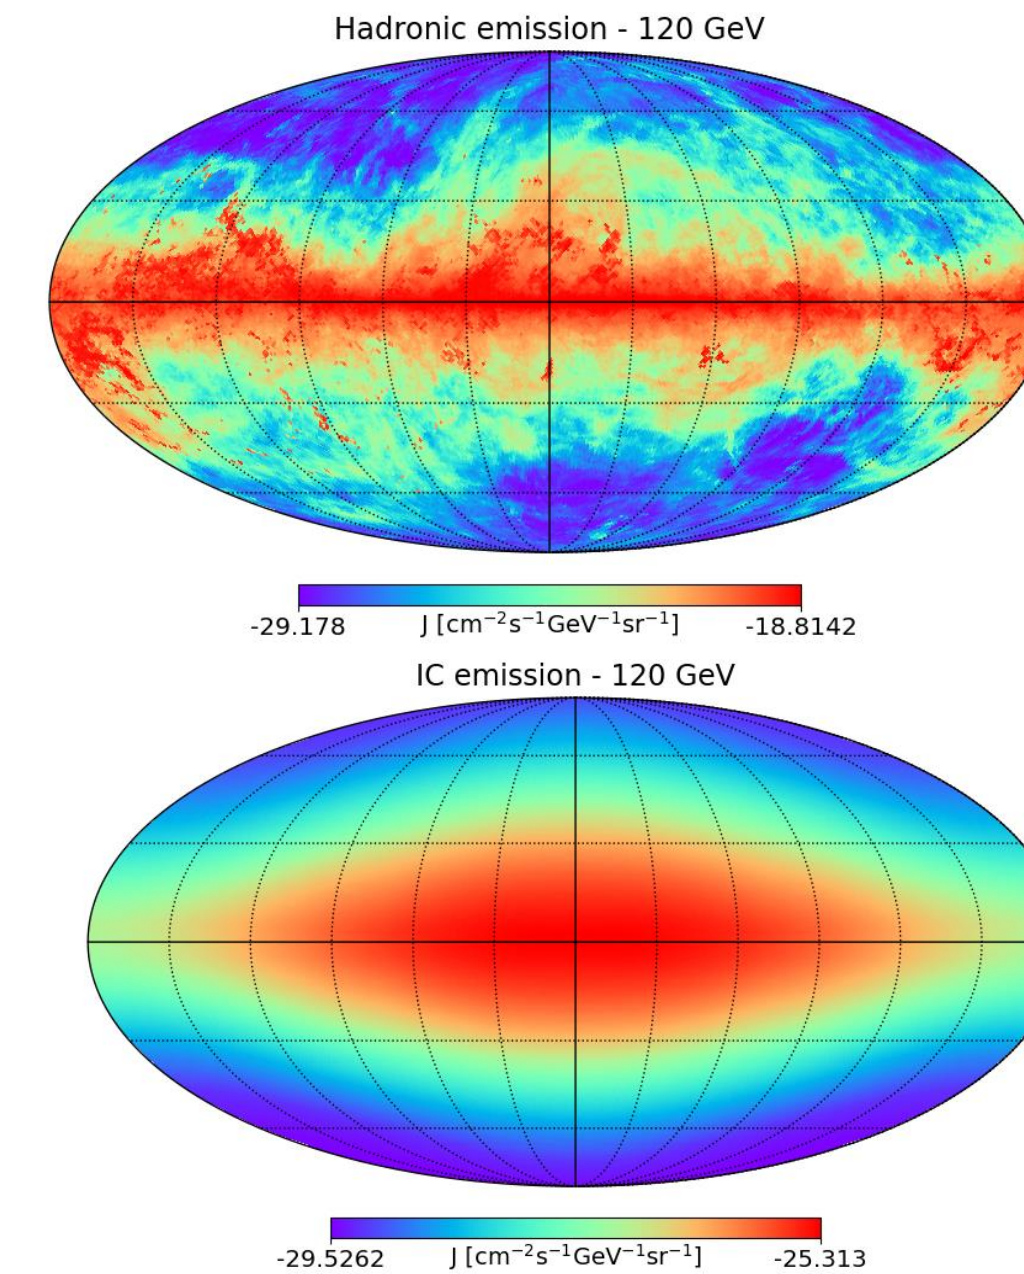 Hadronic emission - 120 GeV
-29.178 J [cm⁻²s⁻¹GeV⁻¹sr⁻¹] -18.8142
IC emission - 120 GeV
-29.5262 J [cm⁻²s⁻¹GeV⁻¹sr⁻¹] -25.313